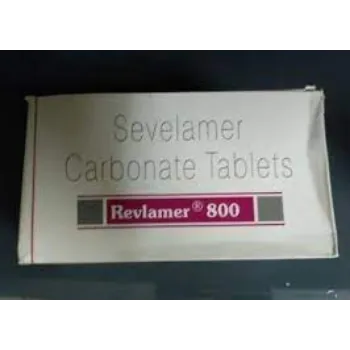 Sevelamer
Carbonate Tablets
Revlamer® 800